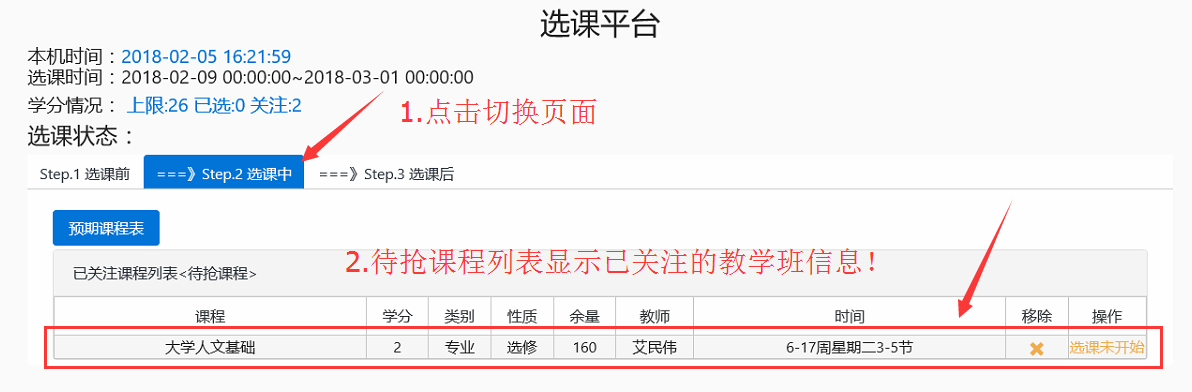 选课平台
本机时间：2018-02-05 16:21:59
选课时间：2018-02-09 00:00:00~2018-03-01 00:00:00
学分情况： 上限:26 已选:0 关注:2
1.点击切换页面
选课状态：
Step.1 选课前 ===》Step.2 选课中 ===》Step.3 选课后
预期课程表
2.待抢课程列表显示已关注的教学班信息！
已关注课程列表<待抢课程>
课程 学分 类别 性质 余量 教师 时间 移除 操作
大学人文基础 2 专业 选修 160 艾民伟 6-17周星期二3-5节 选课未开始